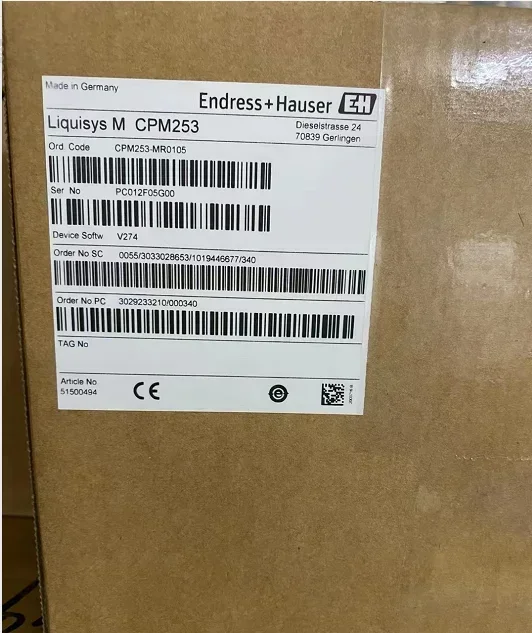 Made in Germany
Endress+Hauser EH
Liquisys M CPM253
Dieselstrasse 24
70839 Gerlingen
Ord. Code CPM253-MR0105
Ser No PC012F05G00
Device Softw V274
Order No SC 0055/3033028653/1019446677/340
Order No.PC 3029233210/000340
TAG No
Article No
51500494
CE